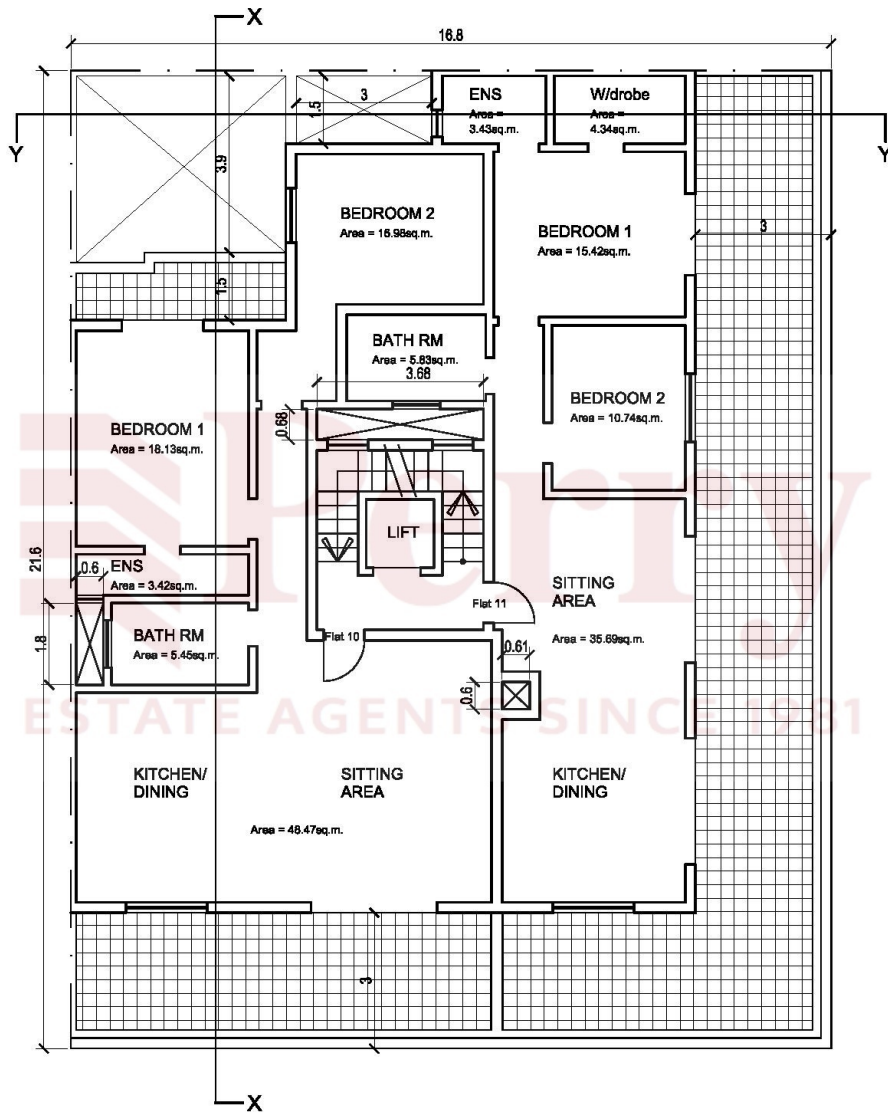 X
16.8
3
1.5
ENS
Area =
3.43sq.m.
W/drobe
Area =
4.34sq.m.
Y
Y
3.9
BEDROOM 2
Area = 16.98sq.m.
BEDROOM 1
Area = 15.42sq.m.
3
1.5
BATH RM
Area = 5.83sq.m.
3.68
BEDROOM 2
Area = 10.74sq.m.
0.68
BEDROOM 1
Area = 18.13sq.m.
Perry
LIFT
21.6
ENS
0.6
Area = 3.42sq.m.
SITTING
AREA
Area = 35.69sq.m.
Flat 11
Flat 10
BATH RM
Area = 5.45sq.m.
1.8
0.61
0.6
ESTATE AGENTS SINCE 1981
KITCHEN/
DINING
SITTING
AREA
KITCHEN/
DINING
Area = 48.47sq.m.
3
X